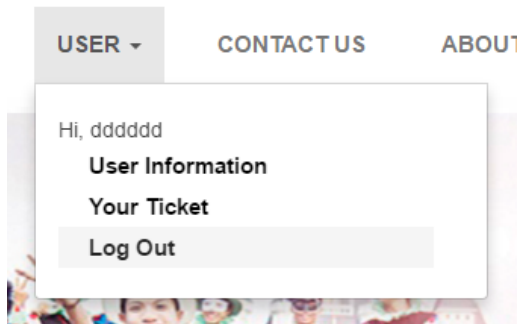 USER CONTACT US ABOUT
Hi, dddddd
User Information
Your Ticket
Log Out